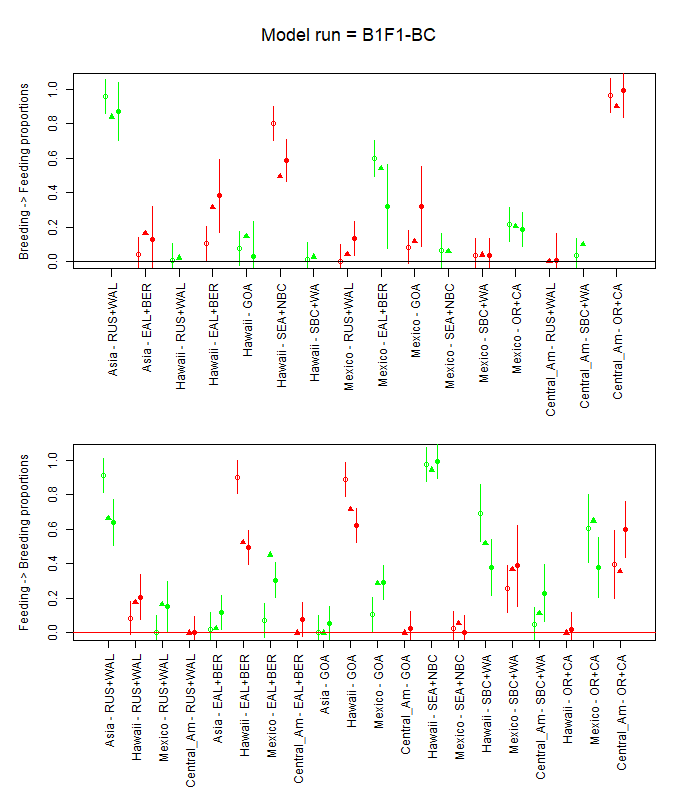 Model run = B1F1-BC
Breeding -> Feeding proportions
1.0
0.8
0.6
0.4
0.2
0.0
Asia - RUS+WAL
Asia - EAL+BER
Hawaii - RUS+WAL
Hawaii - EAL+BER
Hawaii - GOA
Hawaii - SEA+NBC
Hawaii - SBC+WA
Mexico - RUS+WAL
Mexico - EAL+BER
Mexico - GOA
Mexico - SEA+NBC
Mexico - SBC+WA
Mexico - OR+CA
Central_Am - RUS+WAL
Central_Am - SBC+WA
Central_Am - OR+CA
Feeding -> Breeding proportions
1.0
0.8
0.6
0.4
0.2
0.0
Asia - RUS+WAL
Hawaii - RUS+WAL
Mexico - RUS+WAL
Central_Am - RUS+WAL
Asia - EAL+BER
Hawaii - EAL+BER
Mexico - EAL+BER
Central_Am - EAL+BER
Asia - GOA
Hawaii - GOA
Mexico - GOA
Central_Am - GOA
Hawaii - SEA+NBC
Mexico - SEA+NBC
Hawaii - SBC+WA
Mexico - SBC+WA
Central_Am - SBC+WA
Hawaii - OR+CA
Mexico - OR+CA
Central_Am - OR+CA